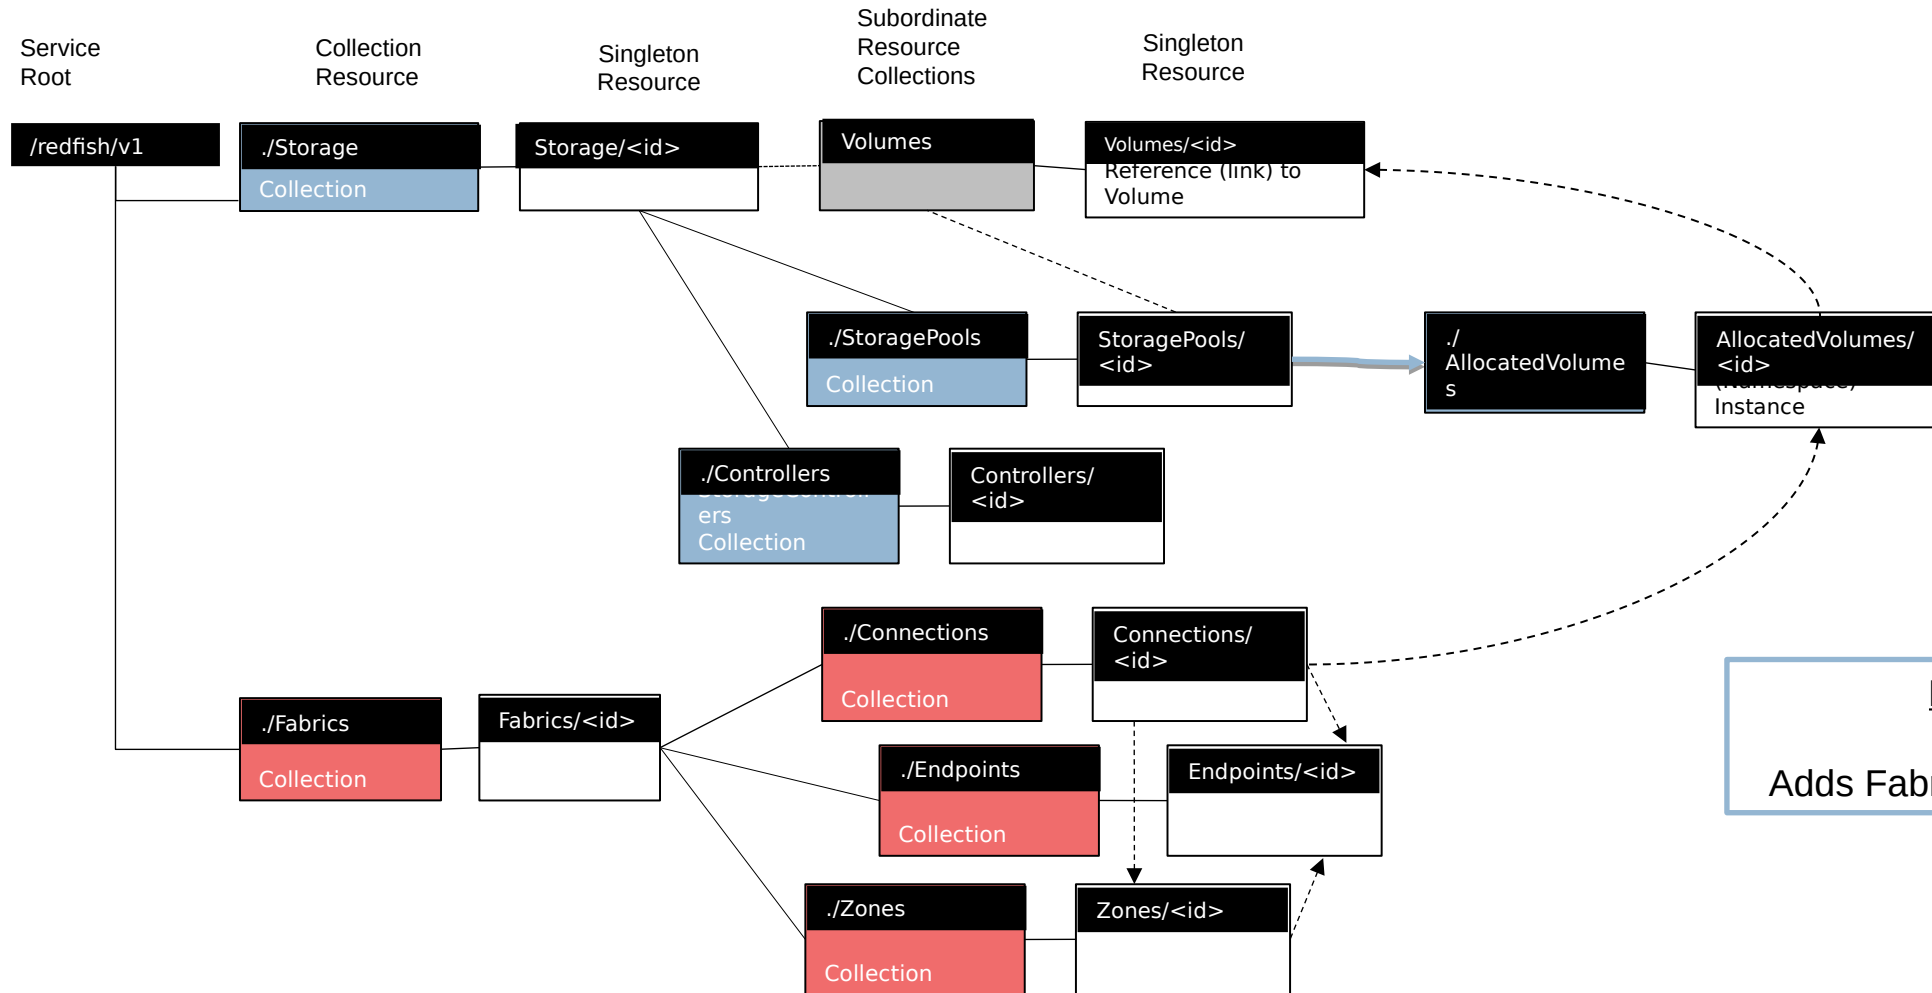 Service
Root
Collection
Resource
Singleton
Resource
Subordinate
Resource
Collections
Singleton
Resource
/redfish/v1
./Storage
Collection
Storage/<id>
Volumes
Volumes/<id>
Reference (link) to
Volume
./StoragePools
Collection
StoragePools/
<id>
./
AllocatedVolume
s
AllocatedVolumes/
<id>
(Namespace)
Instance
./Controllers
ers
Collection
Controllers/
<id>
./Connections
Collection
Connections/
<id>
./Fabrics
Collection
Fabrics/<id>
./Endpoints
Collection
Endpoints/<id>
./Zones
Collection
Zones/<id>
Adds